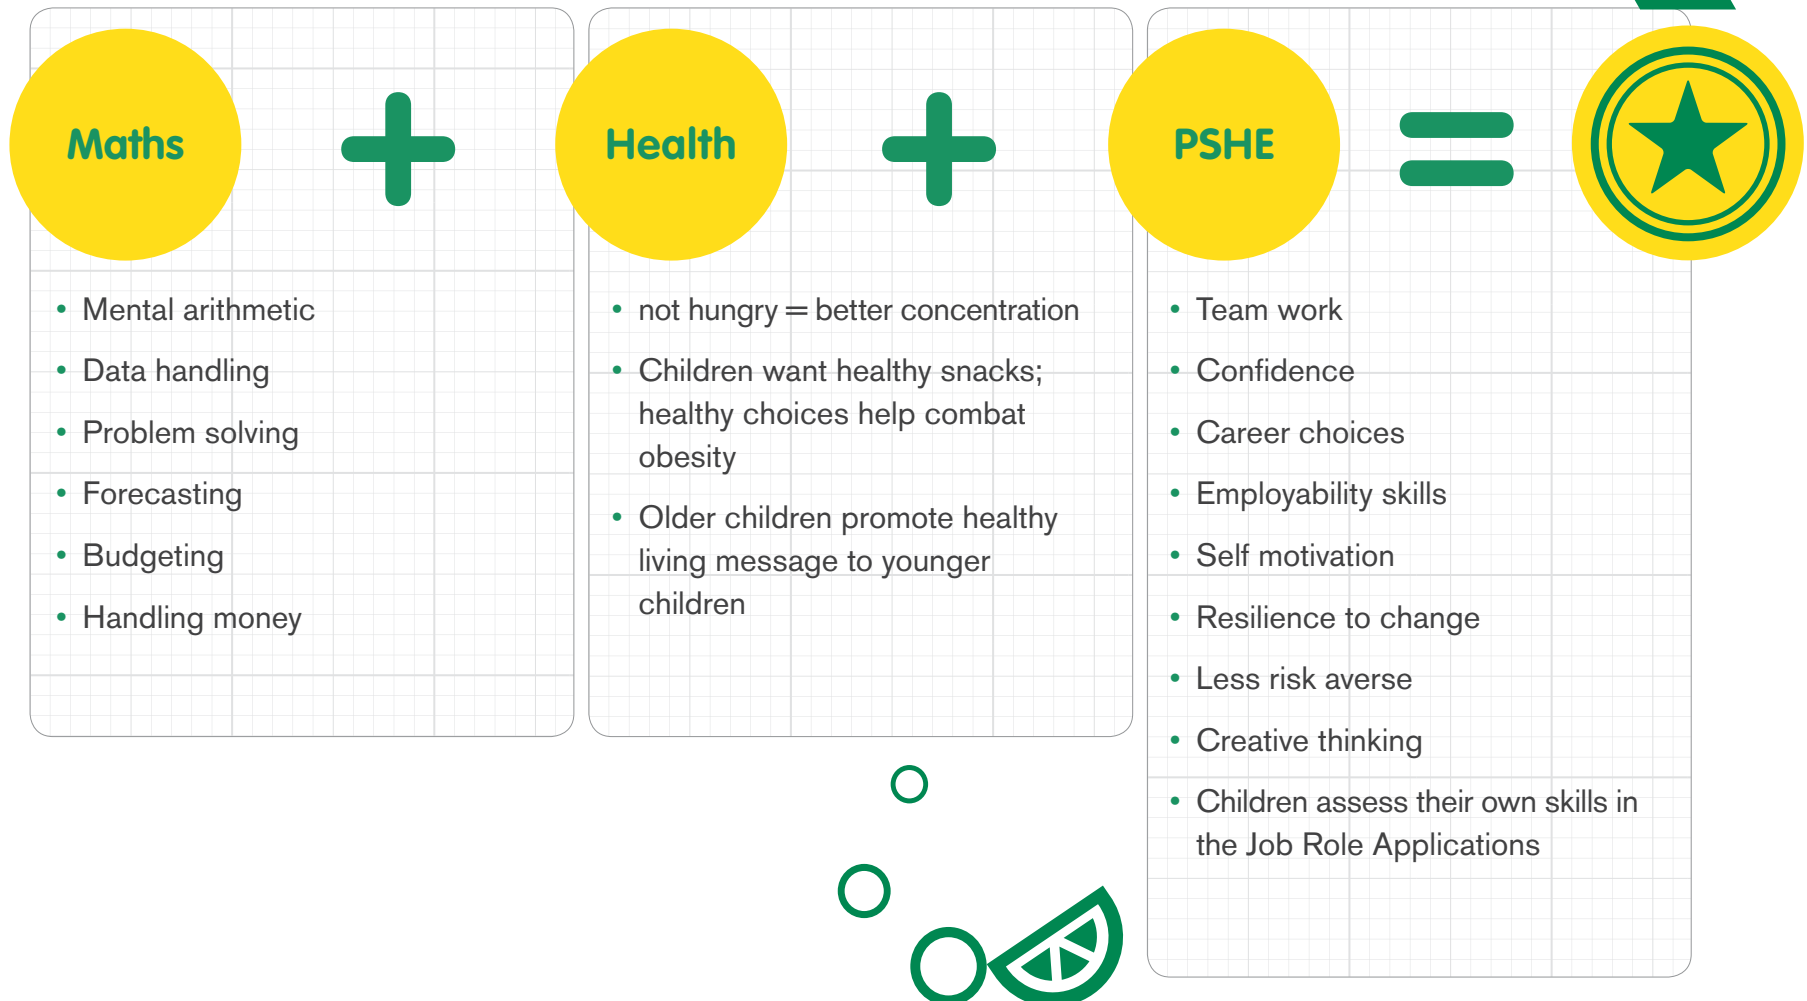 Maths
+
Health
+
PSHE
=
• Mental arithmetic
• Data handling
• Problem solving
• Forecasting
• Budgeting
• Handling money
• not hungry = better concentration
• Children want healthy snacks;
healthy choices help combat
obesity
• Older children promote healthy
living message to younger
children
• Team work
• Confidence
• Career choices
• Employability skills
• Self motivation
• Resilience to change
• Less risk averse
• Creative thinking
• Children assess their own skills in
the Job Role Applications